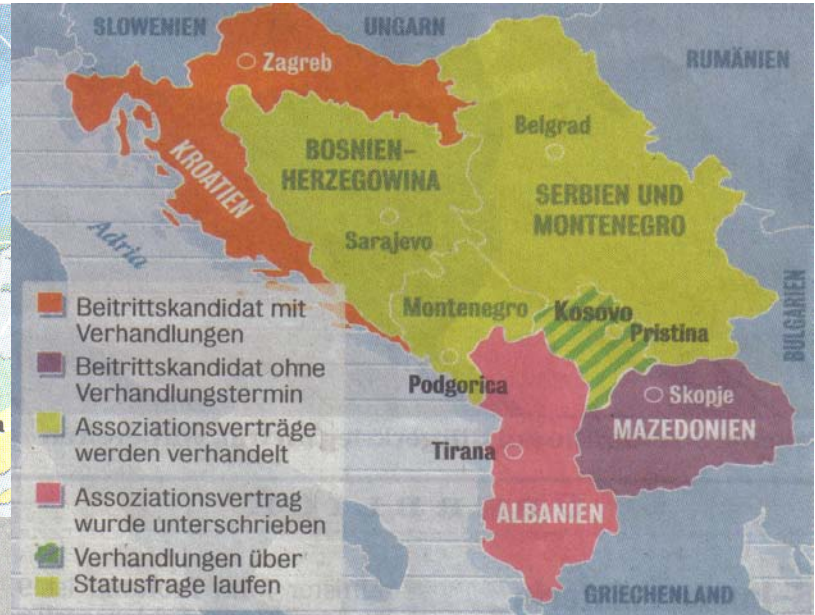 SLOWENIEN
UNGARN
RUMÄNIEN
Zagreb
Belgrad
KROATIEN
BOSNIEN-
HERZEGOWINA
SERBIEN UND
MONTENEGRO
Sarajevo
Adria
BULGARIEN
Montenegro
Kosovo
Pristina
Podgorica
Skopje
MAZEDONIEN
Tirana
ALBANIEN
GRIECHENLAND
Beitrittskandidat mit
Verhandlungen
Beitrittskandidat ohne
Verhandlungstermin
Assoziationsverträge
werden verhandelt
Assoziationsvertrag
wurde unterschrieben
Verhandlungen über
Statusfrage laufen